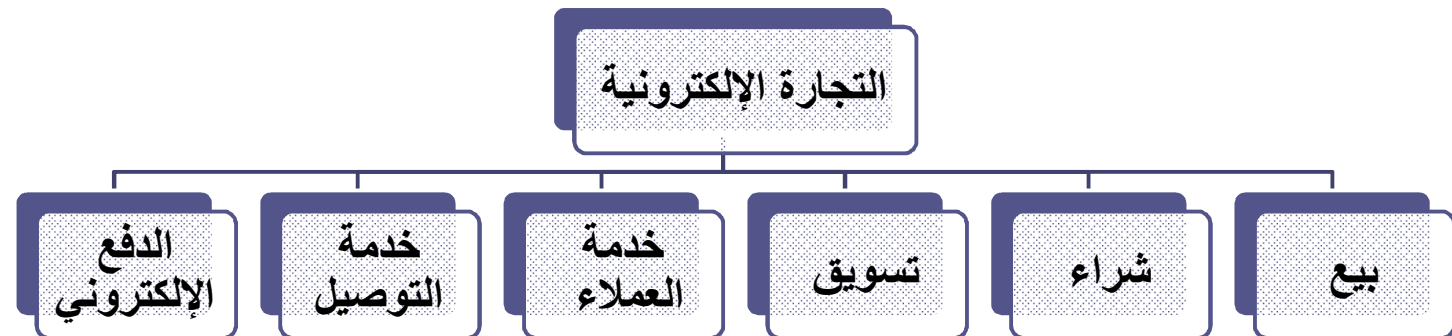 التجارة الإلكترونية
بيع
شراء
تسويق
خدمة
العملاء
خدمة
التوصيل
الدفع
الإلكتروني